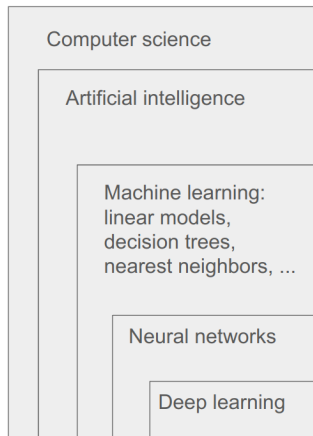 Computer science
Artificial intelligence
Machine learning:
linear models,
decision trees,
nearest neighbors, ...
Neural networks
Deep learning